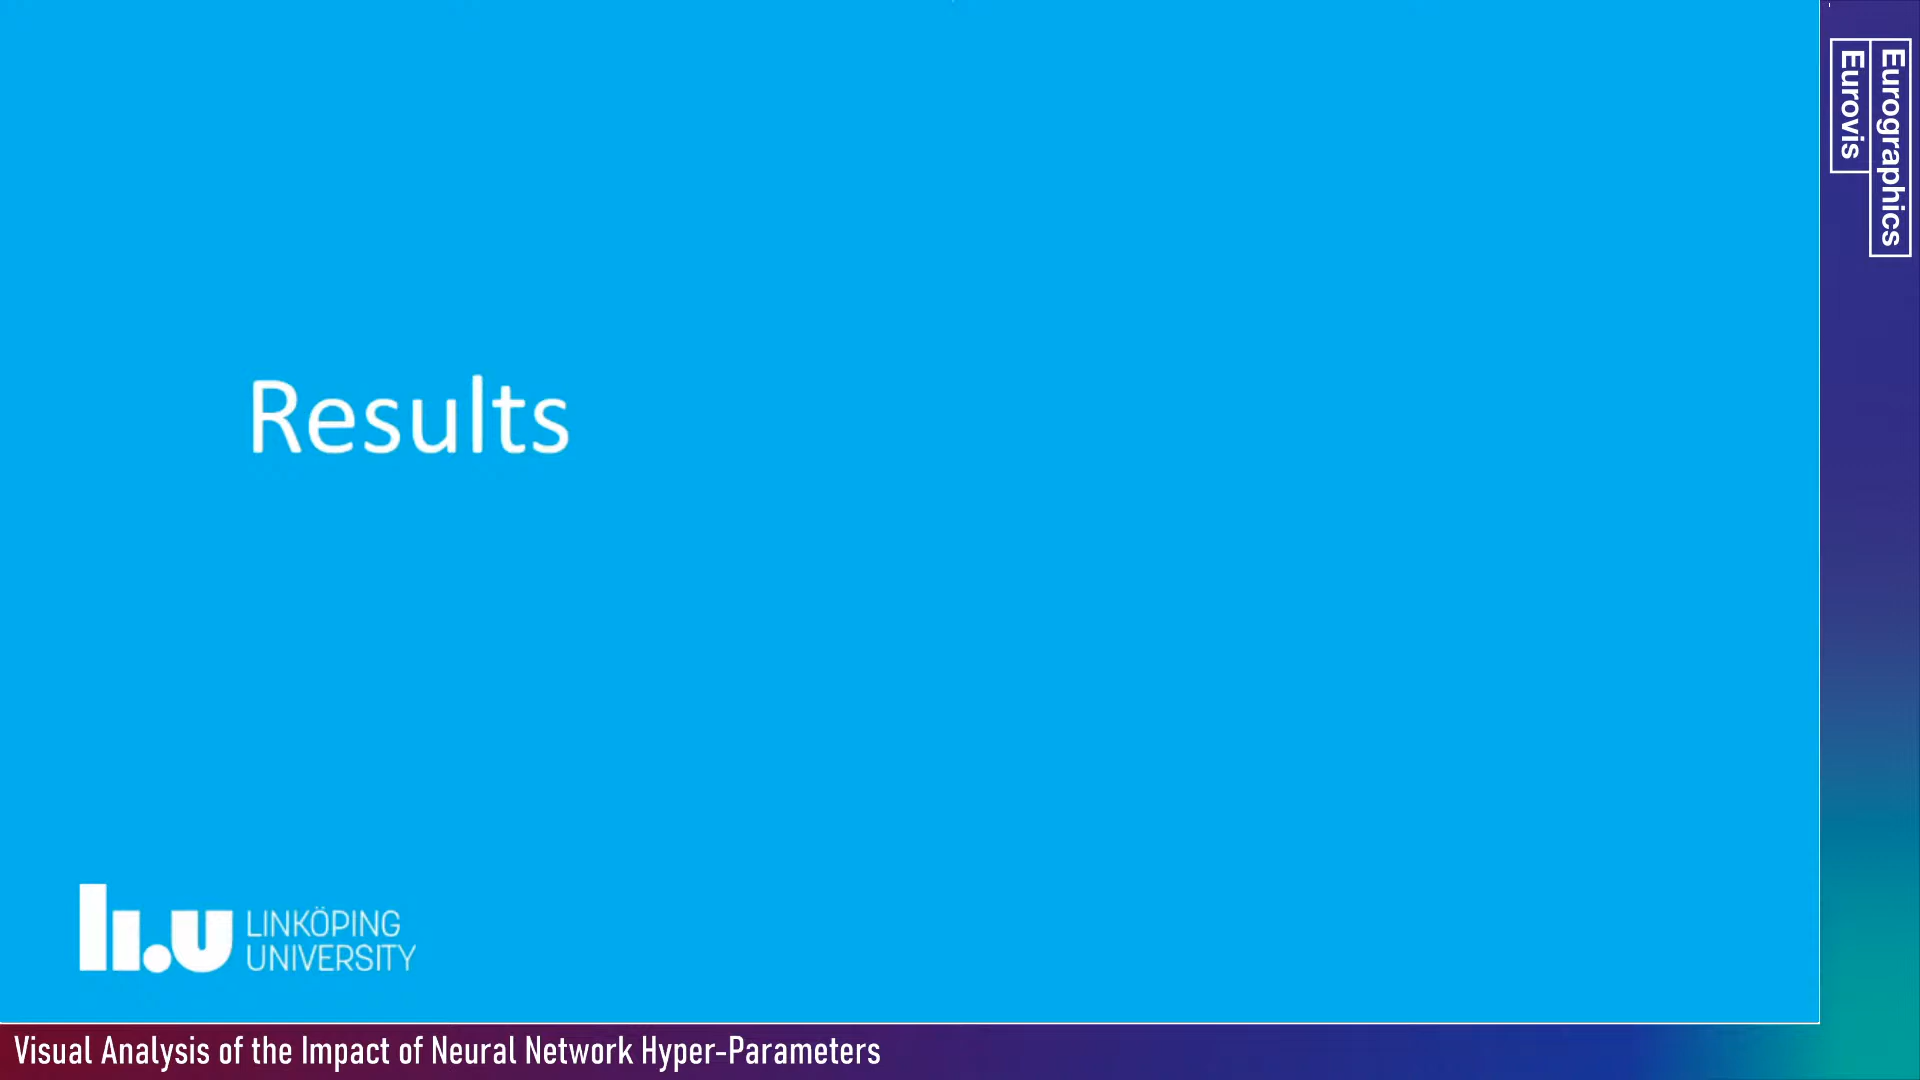 Results
LINKÖPING
UNIVERSITY
Eurographics
Eurovis
Visual Analysis of the Impact of Neural Network Hyper-Parameters